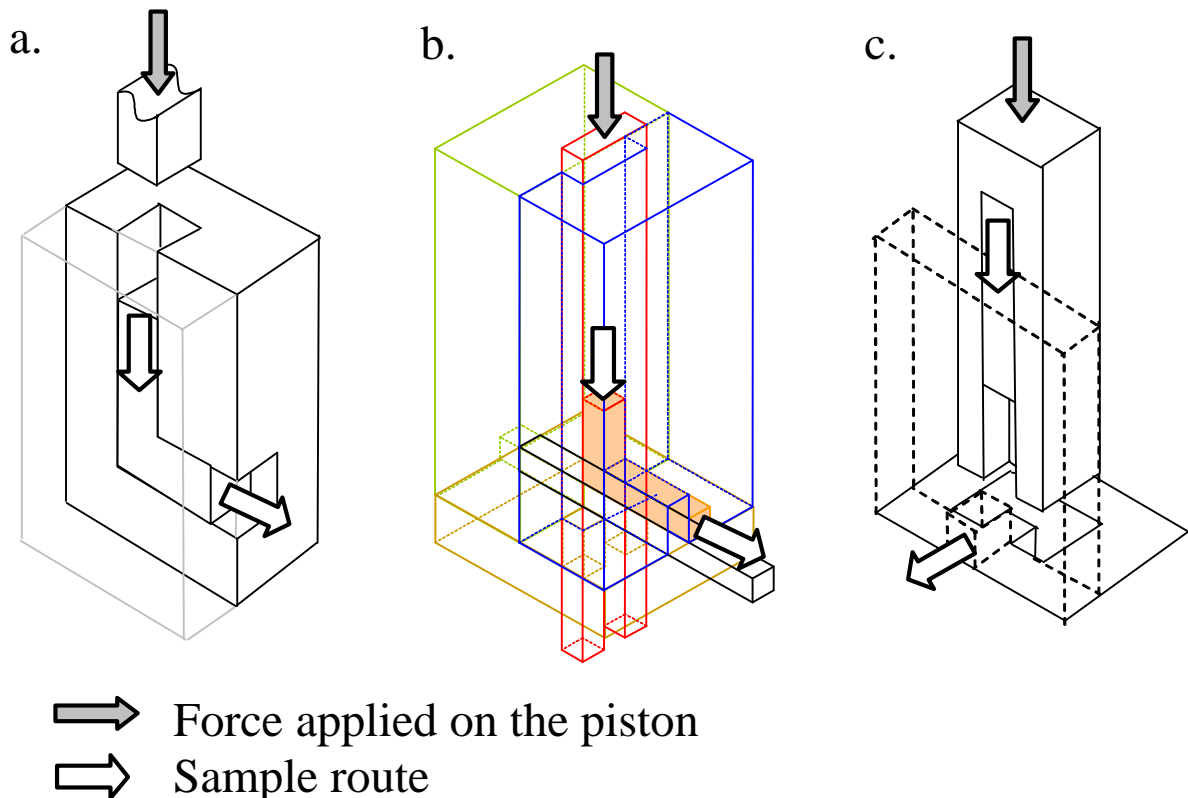 a.
b.
c.
Force applied on the piston
Sample route